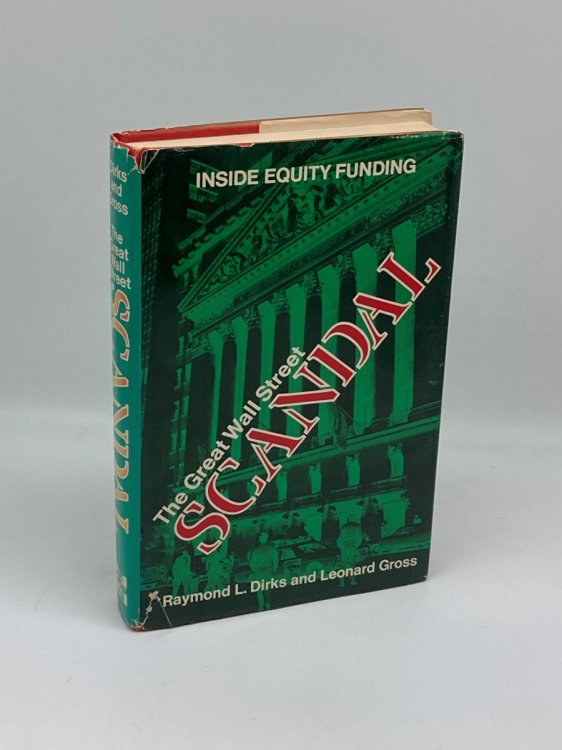 INSIDE EQUITY FUNDING
The Great Wall Street
SCANDAL
Raymond L. Dirks and Leonard Gross
Dirks
and
Gross
The
Great
Wall
Street
SCANDAL